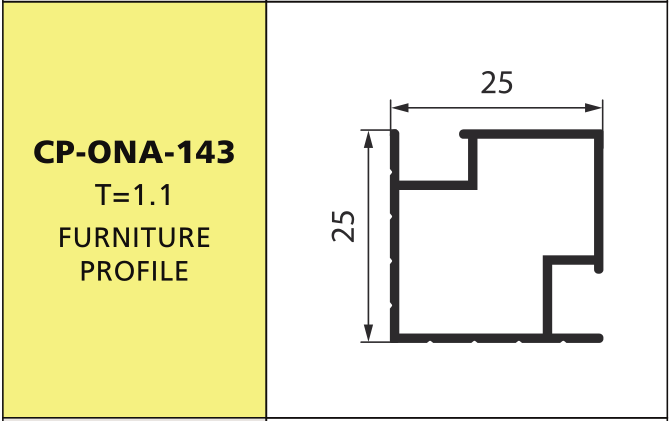 CP-ONA-143
T=1.1
FURNITURE
PROFILE
25
25